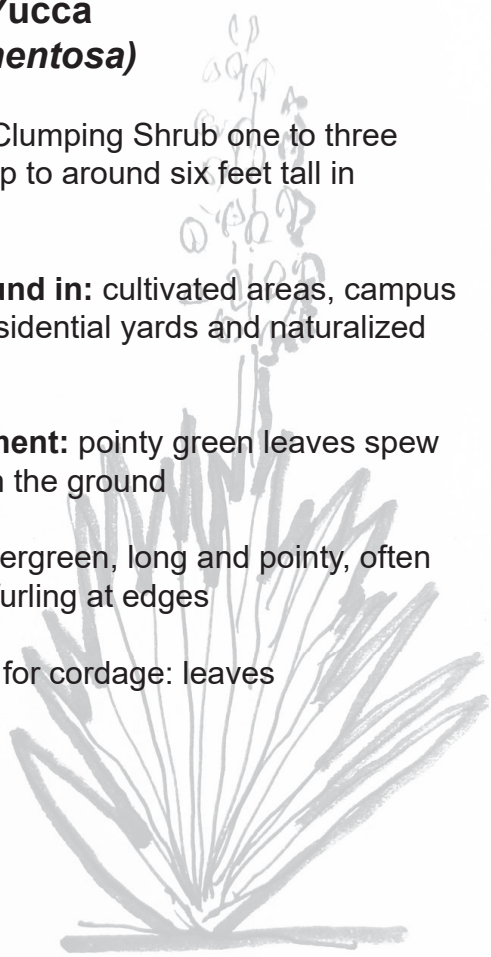 Yucca
mentosa)
Clumping Shrub one to three
p to around six feet tall in
und in: cultivated areas, campus
sidential yards and naturalized
ment: pointy green leaves spew
the ground
ergreen, long and pointy, often
urling at edges
for cordage: leaves